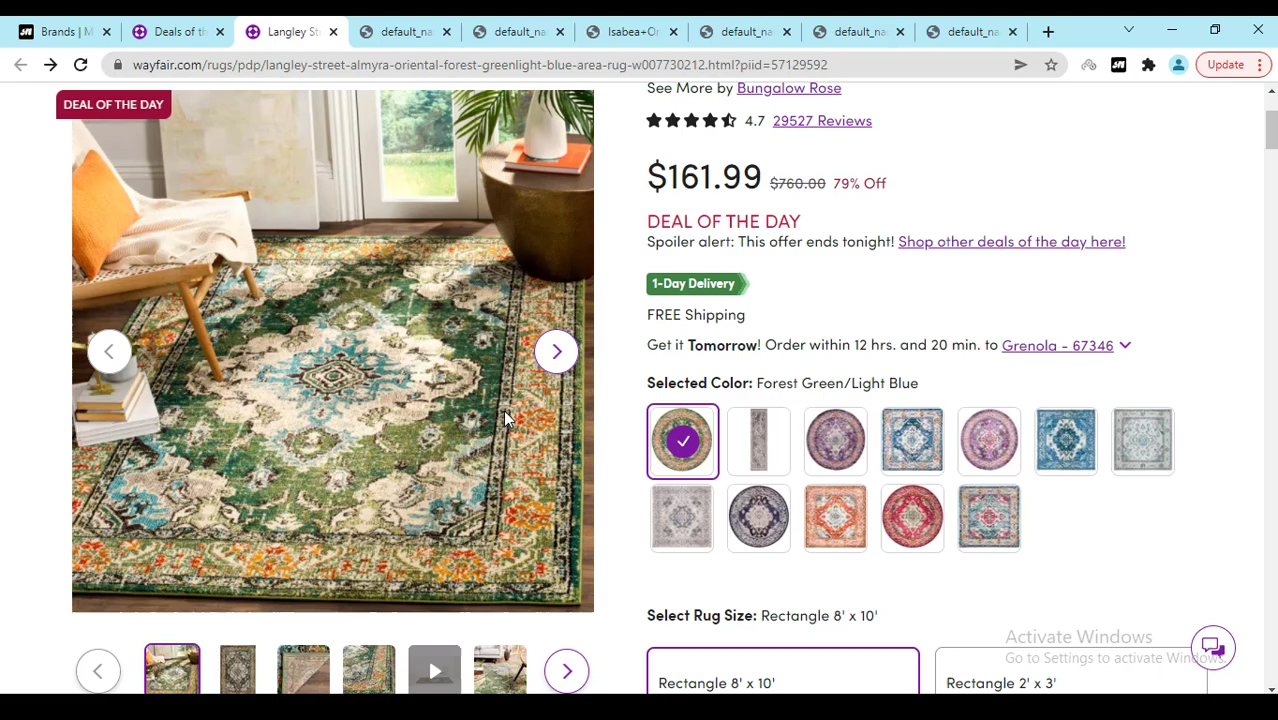 Brands | M
Deals of th
Langley St
default_na
default_na
Isabea+Or
default_na
default_na
default_na
wayfair.com/rugs/pdp/langley-street-almyra-oriental-forest-greenlight-blue-area-rug-w007730212.html?piid=57129592
Update
DEAL OF THE DAY
See More by Bungalow Rose
4.7 29527 Reviews
$161.99 $760.00 79% Off
DEAL OF THE DAY
Spoiler alert: This offer ends tonight! Shop other deals of the day here!
1-Day Delivery
FREE Shipping
Get it Tomorrow! Order within 12 hrs. and 20 min. to Grenola - 67346
Selected Color: Forest Green/Light Blue
Select Rug Size: Rectangle 8' x 10'
Activate Windows
Go to Settings to activate Windows.
Rectangle 8' x 10'
Rectangle 2' x 3'